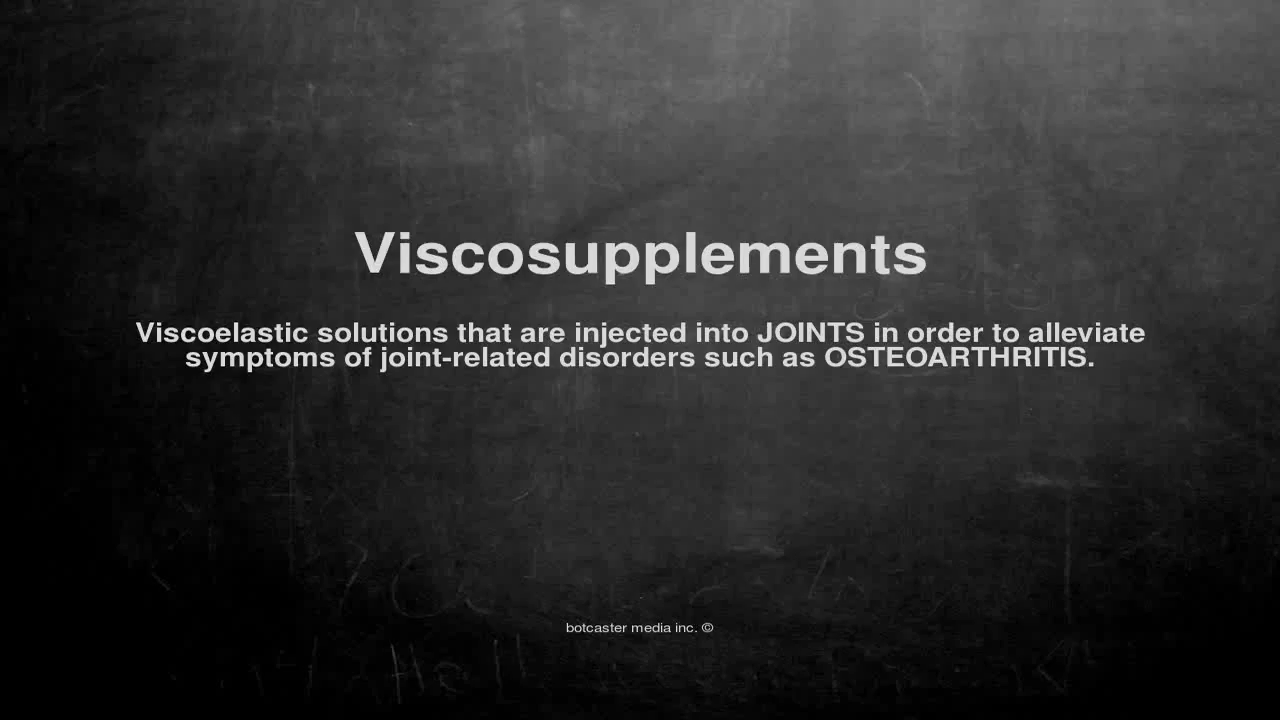 Viscosupplements
Viscoelastic solutions that are injected into JOINTS in order to alleviate
symptoms of joint-related disorders such as OSTEOARTHRITIS.
botcaster media inc. ©